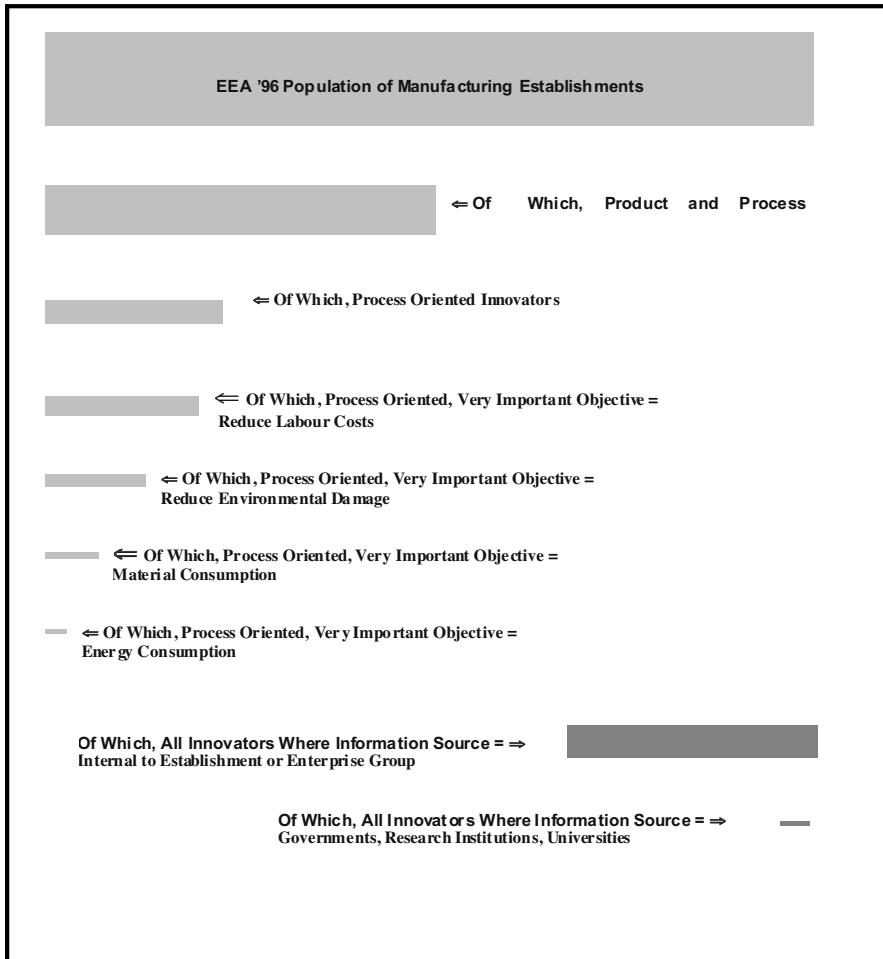 EEA '96 Population of Manufacturing Establishments
⇐ Of Which, Product and Process
⇐ Of Which, Process Oriented Innovators
⇐ Of Which, Process Oriented, Very Important Objective =
Reduce Labour Costs
⇐ Of Which, Process Oriented, Very Important Objective =
Reduce Environmental Damage
⇐ Of Which, Process Oriented, Very Important Objective =
Material Consumption
⇐ Of Which, Process Oriented, Very Important Objective =
Energy Consumption
Of Which, All Innovators Where Information Source = ⇒
Internal to Establishment or Enterprise Group
Of Which, All Innovators Where Information Source = ⇒
Governments, Research Institutions, Universities